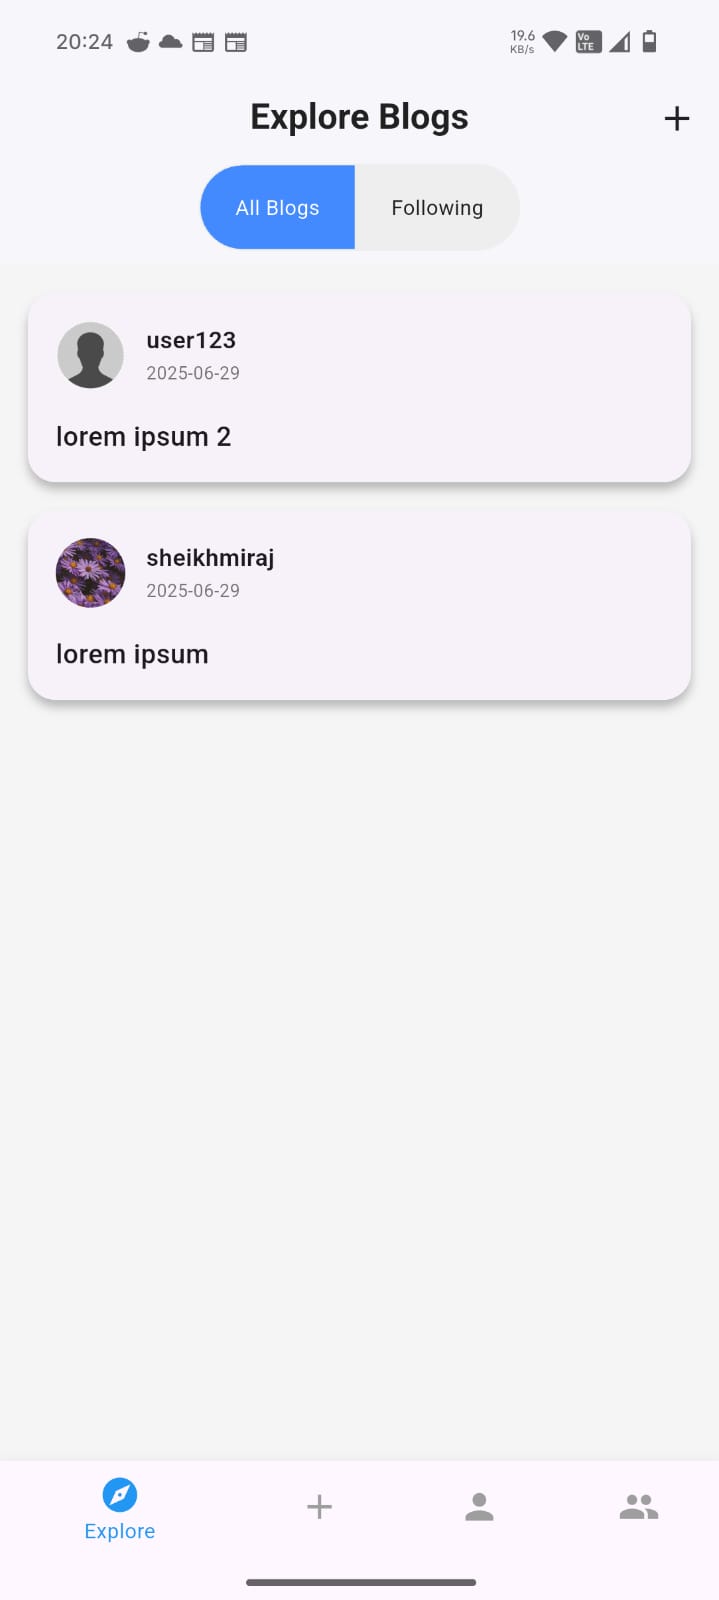 20:24
19.6
KB/s
Vo
LTE
Explore Blogs
All Blogs
Following
user123
2025-06-29
lorem ipsum 2
sheikhmiraj
2025-06-29
lorem ipsum
Explore